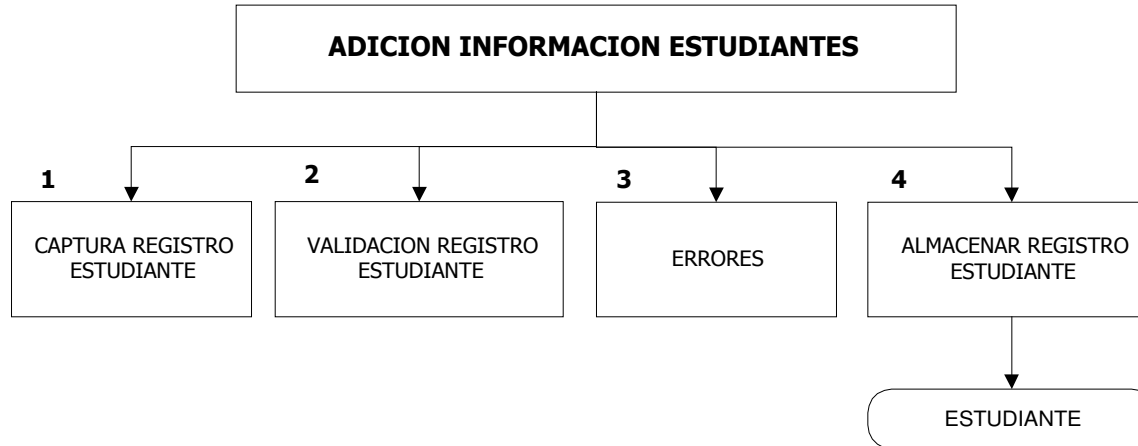 ADICION INFORMACION ESTUDIANTES
1
CAPTURA REGISTRO
ESTUDIANTE
2
VALIDACION REGISTRO
ESTUDIANTE
3
ERRORES
4
ALMACENAR REGISTRO
ESTUDIANTE
ESTUDIANTE